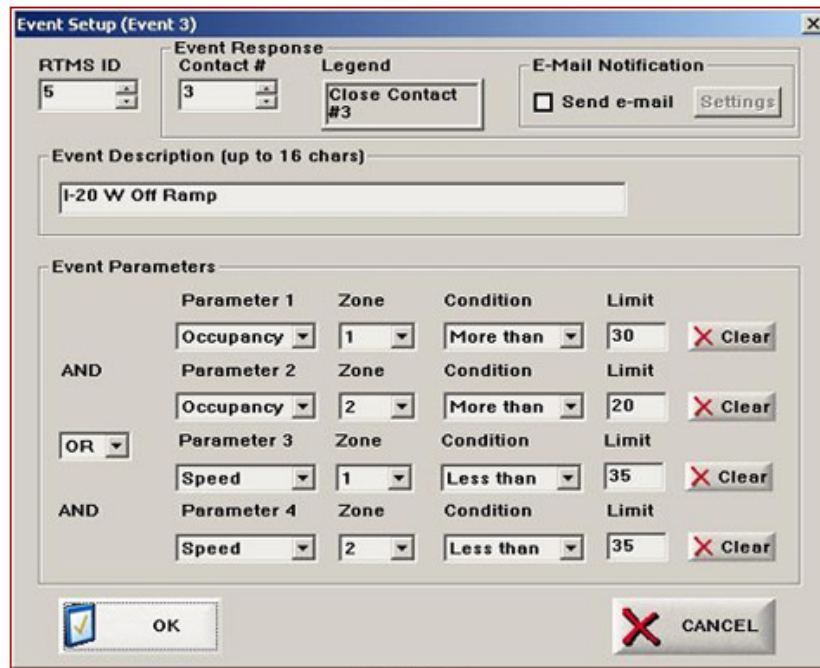 Event Setup (Event 3)
Event Response
RTMS ID Contact # Legend E-Mail Notification
5 3 Close Contact #3 Send e-mail Settings
Event Description (up to 16 chars)
I-20 W Off Ramp
Event Parameters
Parameter 1 Zone Condition Limit
Occupancy 1 More than 30 Clear
AND Parameter 2 Zone Condition Limit
Occupancy 2 More than 20 Clear
OR Parameter 3 Zone Condition Limit
Speed 1 Less than 35 Clear
AND Parameter 4 Zone Condition Limit
Speed 2 Less than 35 Clear
OK CANCEL